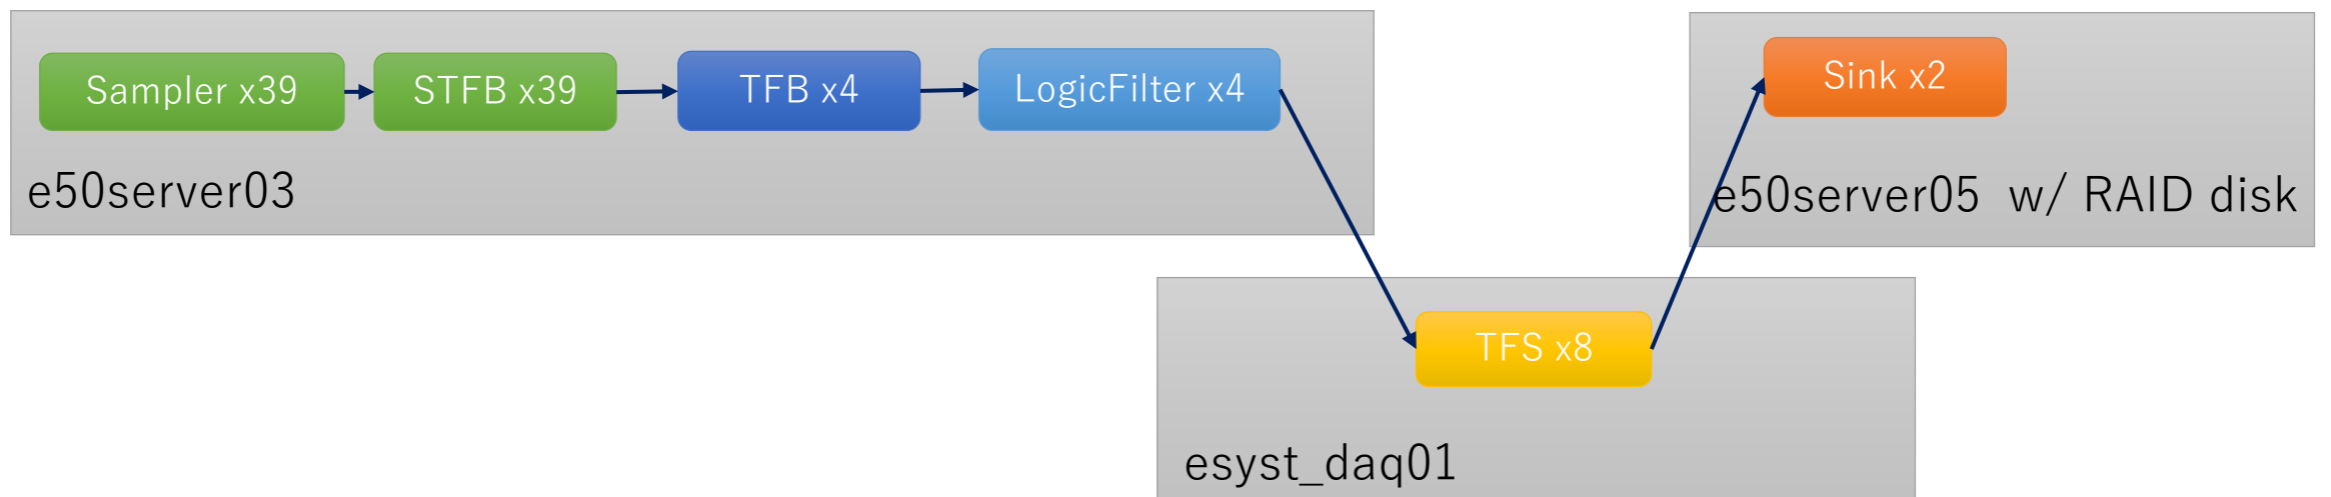 Sampler x39
STFB x39
TFB x4
LogicFilter x4
e50server03
Sink x2
e50server05 w/ RAID disk
TFS x8
esyst_daq01